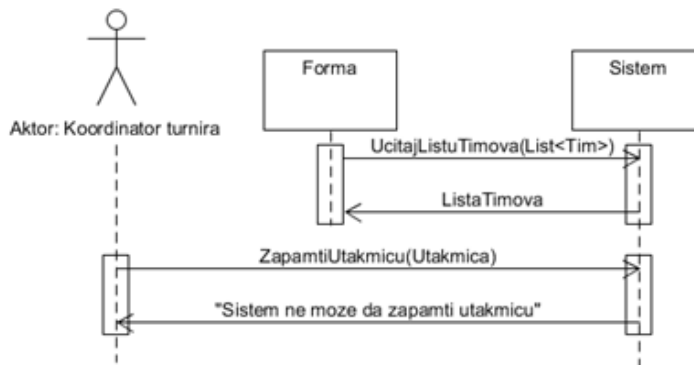 Forma
Sistem
Aktor: Koordinator turnira
UcitajListuTimova(List<Tim>)
ListaTimova
ZapamtiUtakmicu(Utakmica)
"Sistem ne moze da zapamti utakmicu"